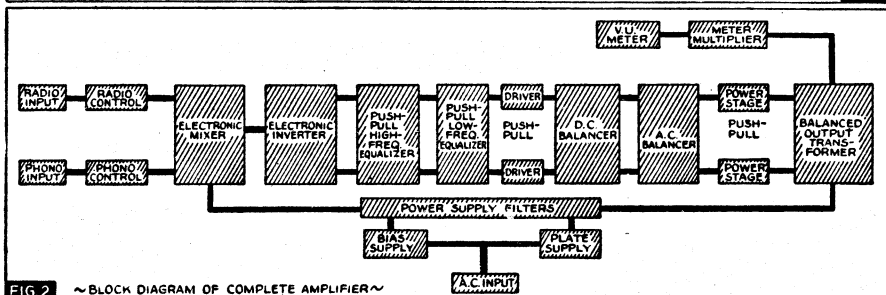 V.U. METER
METER MULTIPLIER
RADIO INPUT
RADIO CONTROL
ELECTRONIC MIXER
ELECTRONIC INVERTER
PUSH-
PULL
HIGH-
FREQ.
EQUALIZER
PUSH-
PULL
LOW-
FREQ.
EQUALIZER
DRIVER
PUSH-
PULL
DRIVER
D.C.
BALANCER
A.C.
BALANCER
POWER
STAGE
PUSH-
PULL
POWER
STAGE
BALANCED
OUTPUT
TRANS-
FORMER
PHONO INPUT
PHONO CONTROL
POWER SUPPLY FILTERS
BIAS
SUPPLY
PLATE
SUPPLY
A.C. INPUT
FIG. 2 ~BLOCK DIAGRAM OF COMPLETE AMPLIFIER~